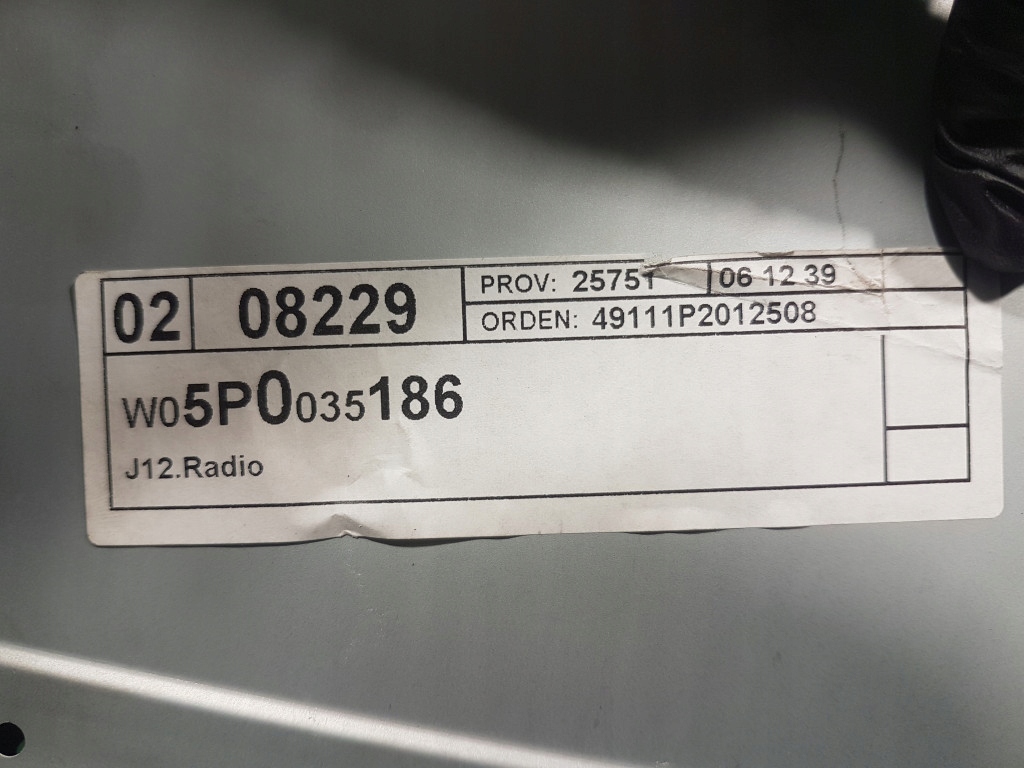 02 08229 PROV: 25751 06 12 39
ORDEN: 49111P2012508
W05P0035186
J12.Radio